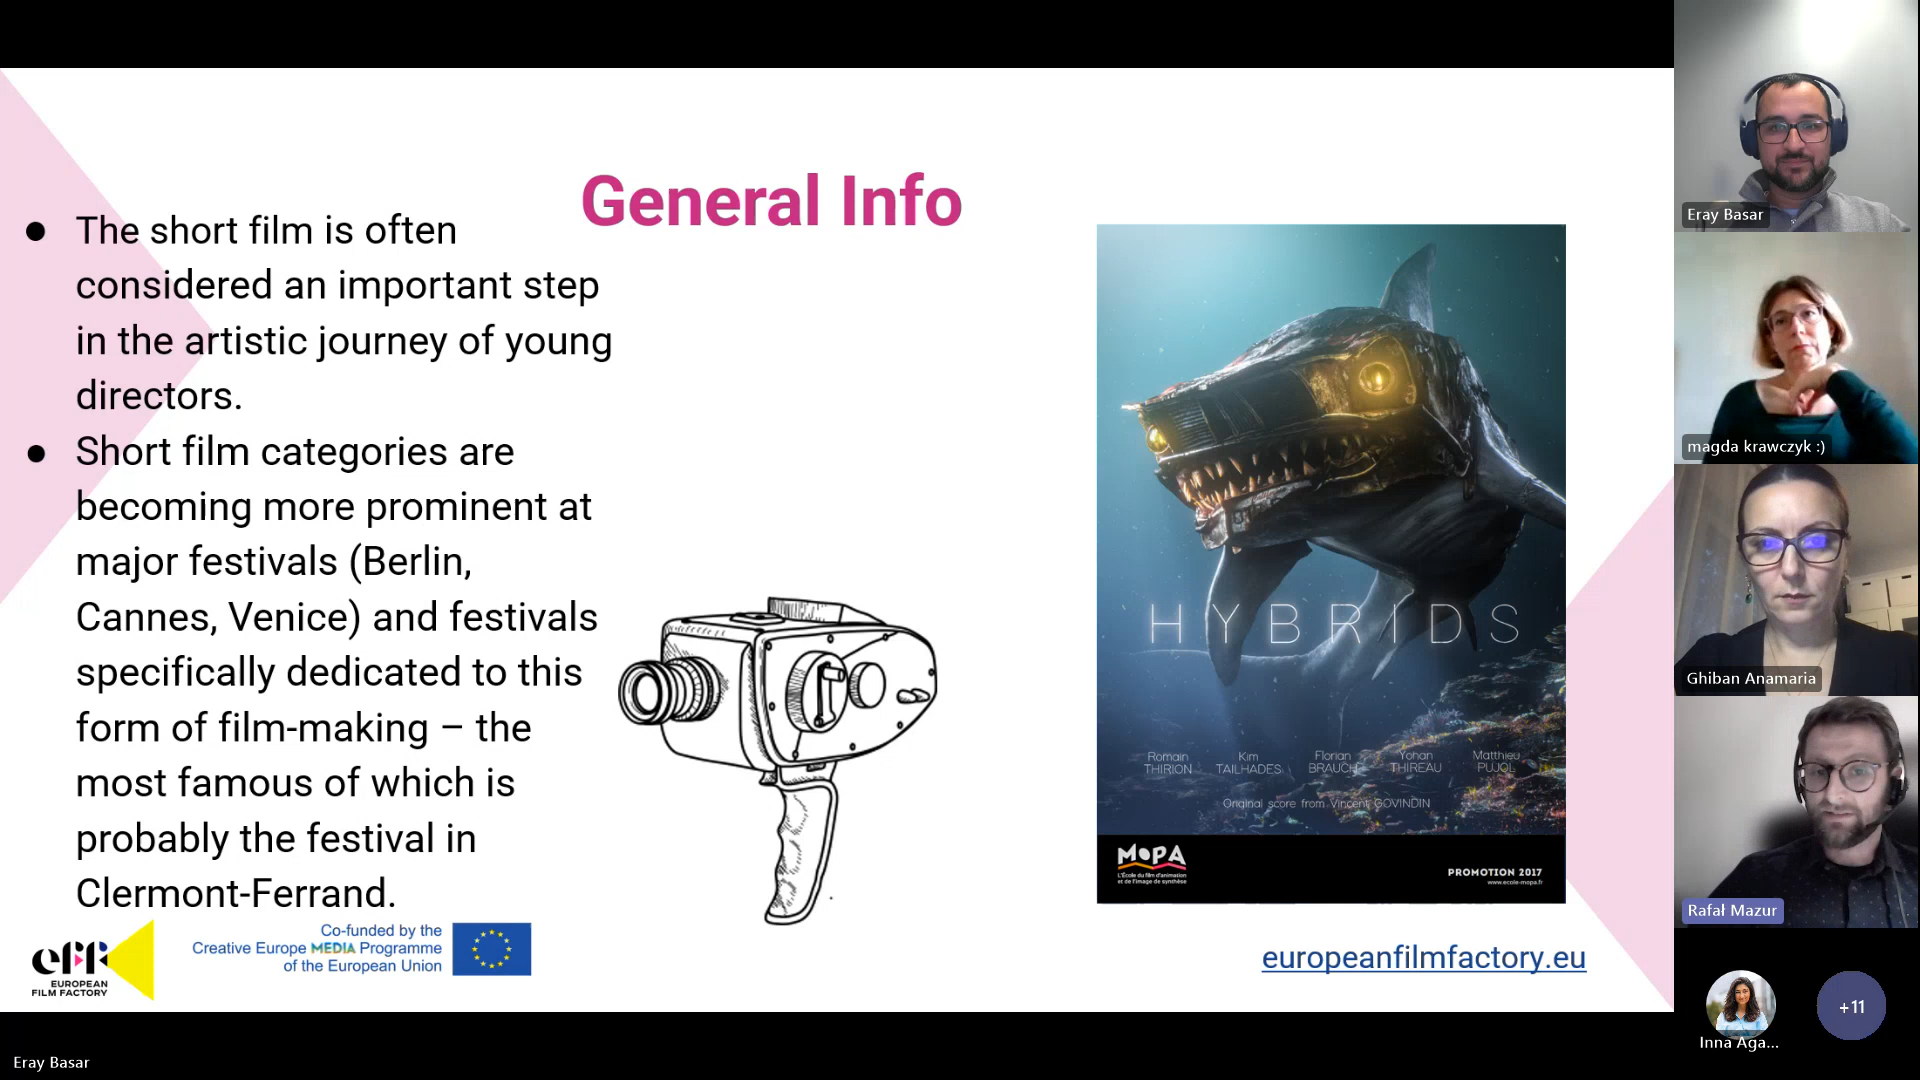 General Info
● The short film is often
considered an important step
in the artistic journey of young
directors.
● Short film categories are
becoming more prominent at
major festivals (Berlin,
Cannes, Venice) and festivals
specifically dedicated to this
form of film-making – the
most famous of which is
probably the festival in
Clermont-Ferrand.
HYBRIDS
Romain THIRION
Kim TAILHADES
Florian BRAUCH
Yohan THIREAU
Matthieu PUJOL
Original score from Vincent GOVINDIN
MOPA
L'École du film d'animation
et de l'image de synthèse
PROMOTION 2017
www.ecole-mopa.fr
eff
EUROPEAN
FILM FACTORY
Co-funded by the
Creative Europe MEDIA Programme
of the European Union
europeanfilmfactory.eu
Eray Basar
Eray Basar
magda krawczyk :)
Ghiban Anamaria
Rafał Mazur
Inna Aga...
+11